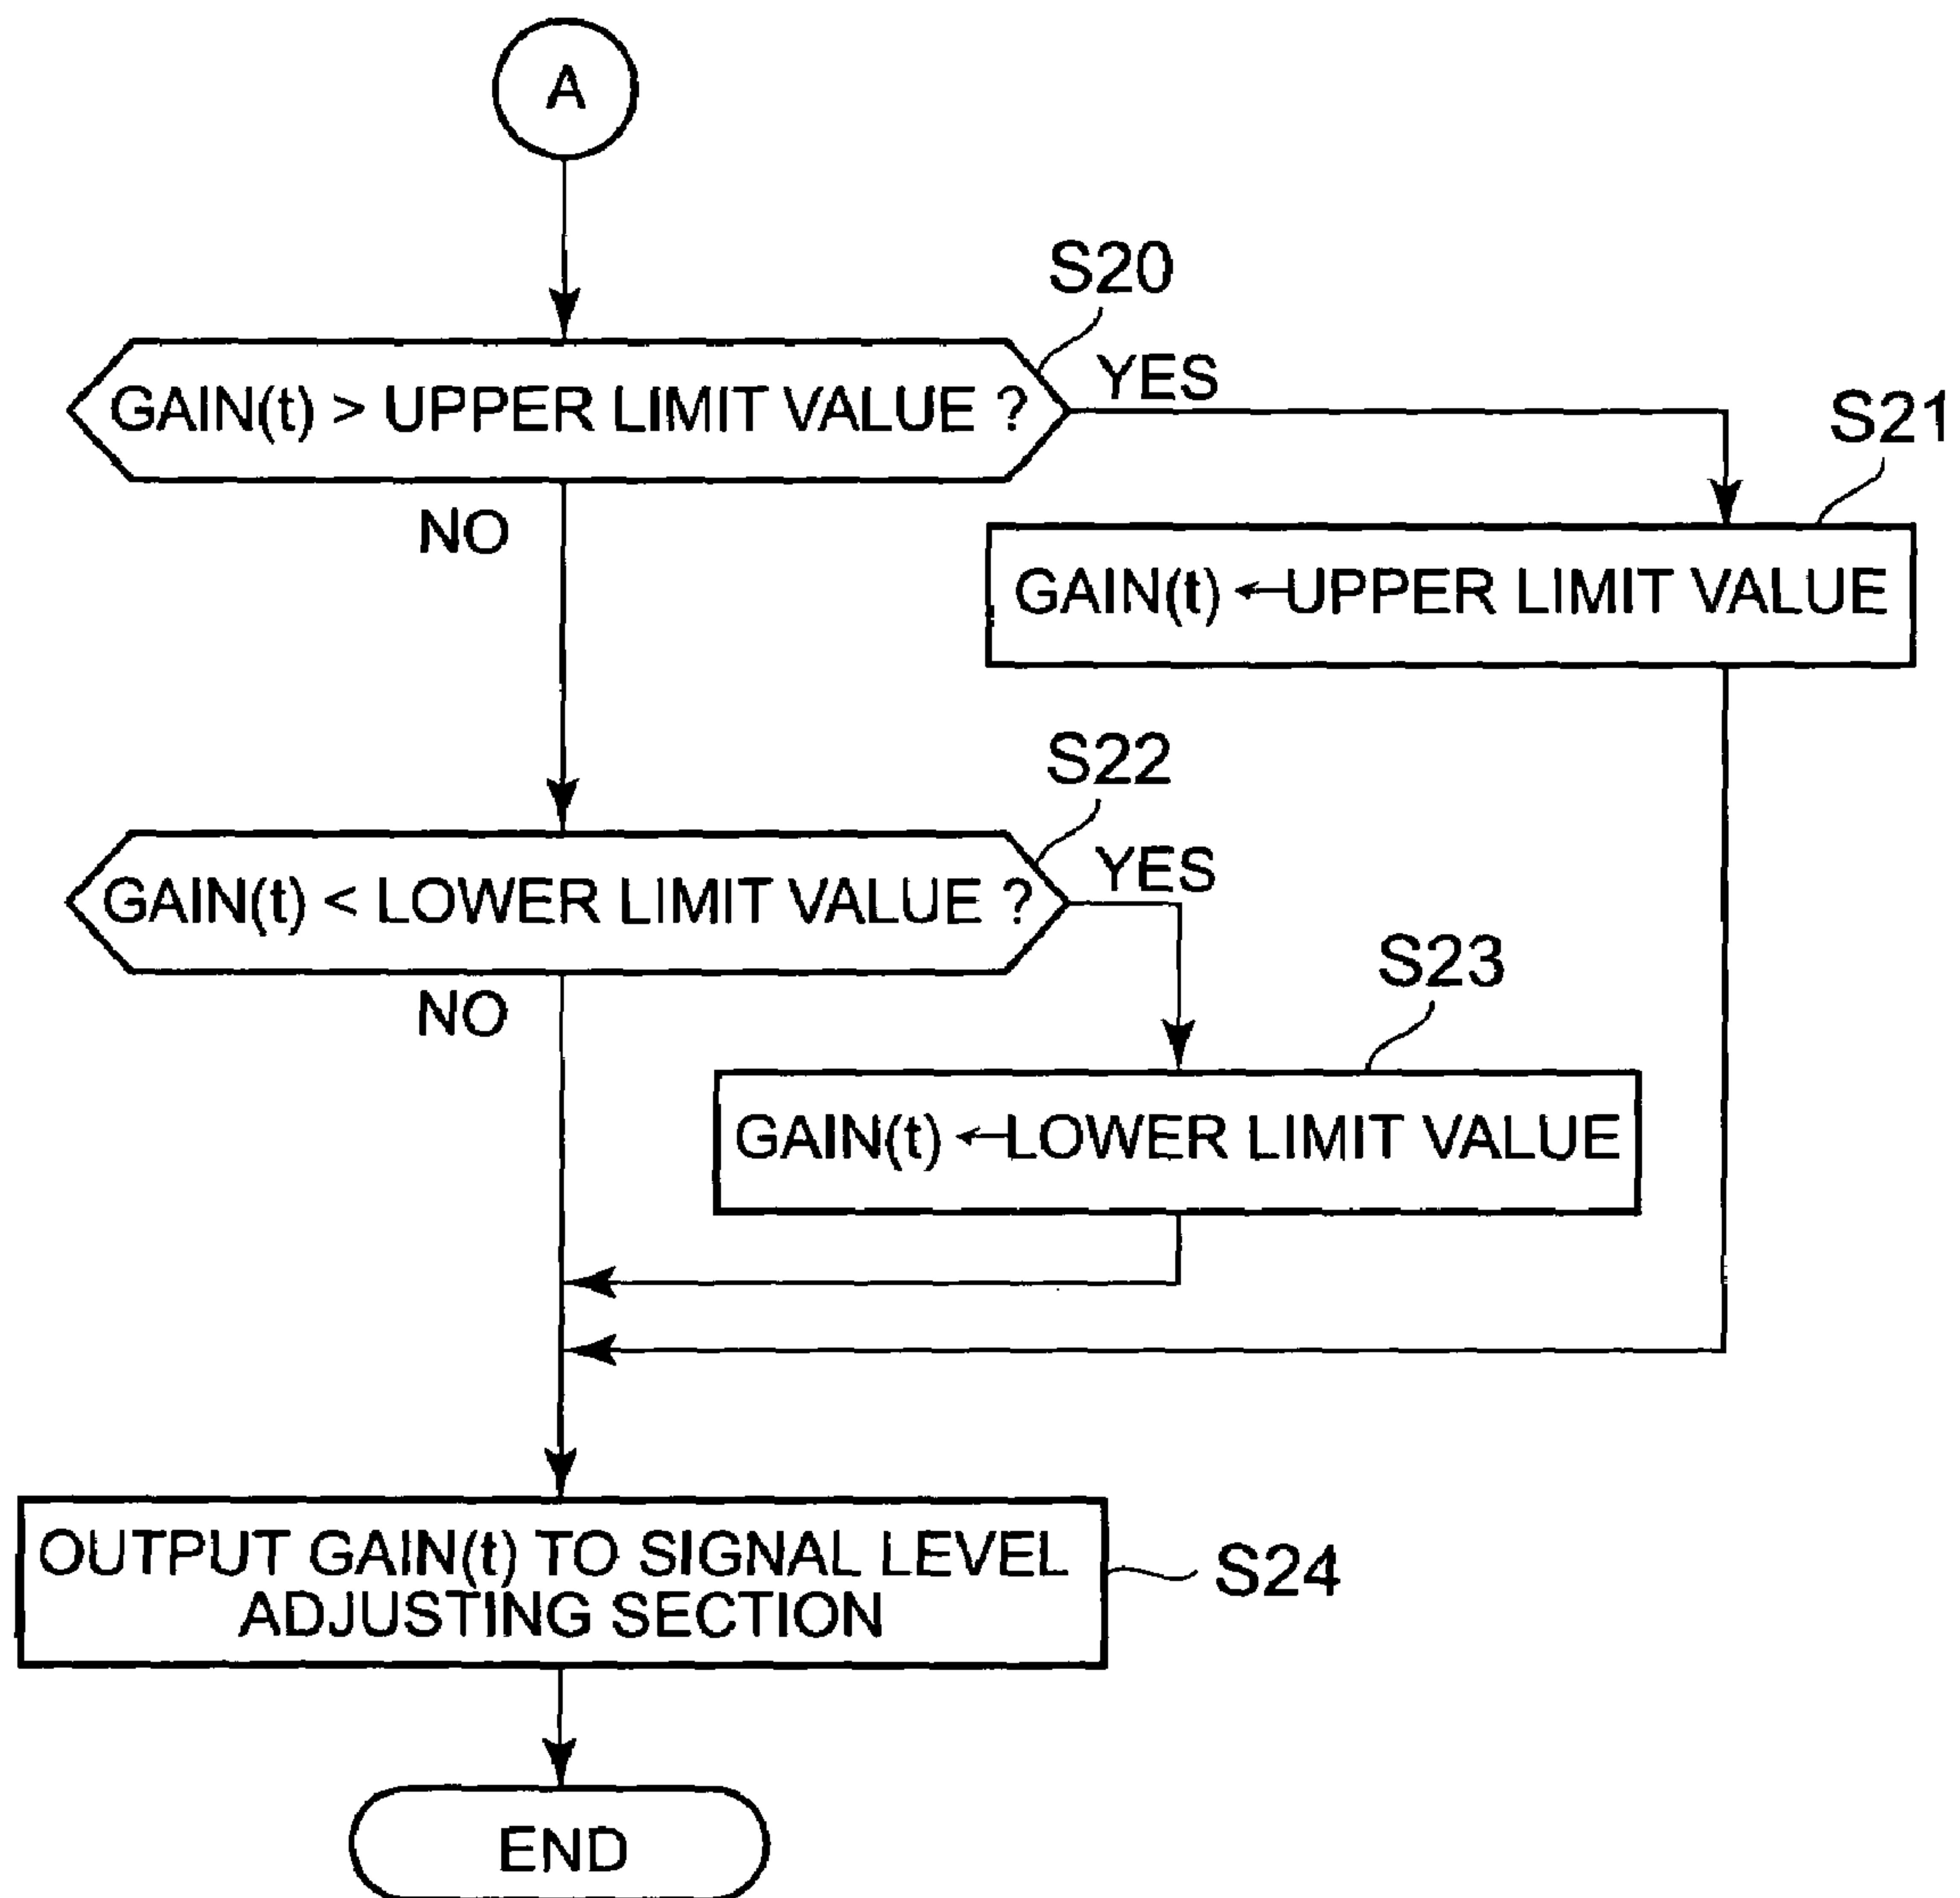 A
S20
GAIN(t) > UPPER LIMIT VALUE ?
YES
S21
NO
GAIN(t) ←UPPER LIMIT VALUE
S22
GAIN(t) < LOWER LIMIT VALUE ?
YES
S23
NO
GAIN(t) ←LOWER LIMIT VALUE
OUTPUT GAIN(t) TO SIGNAL LEVEL
ADJUSTING SECTION
S24
END